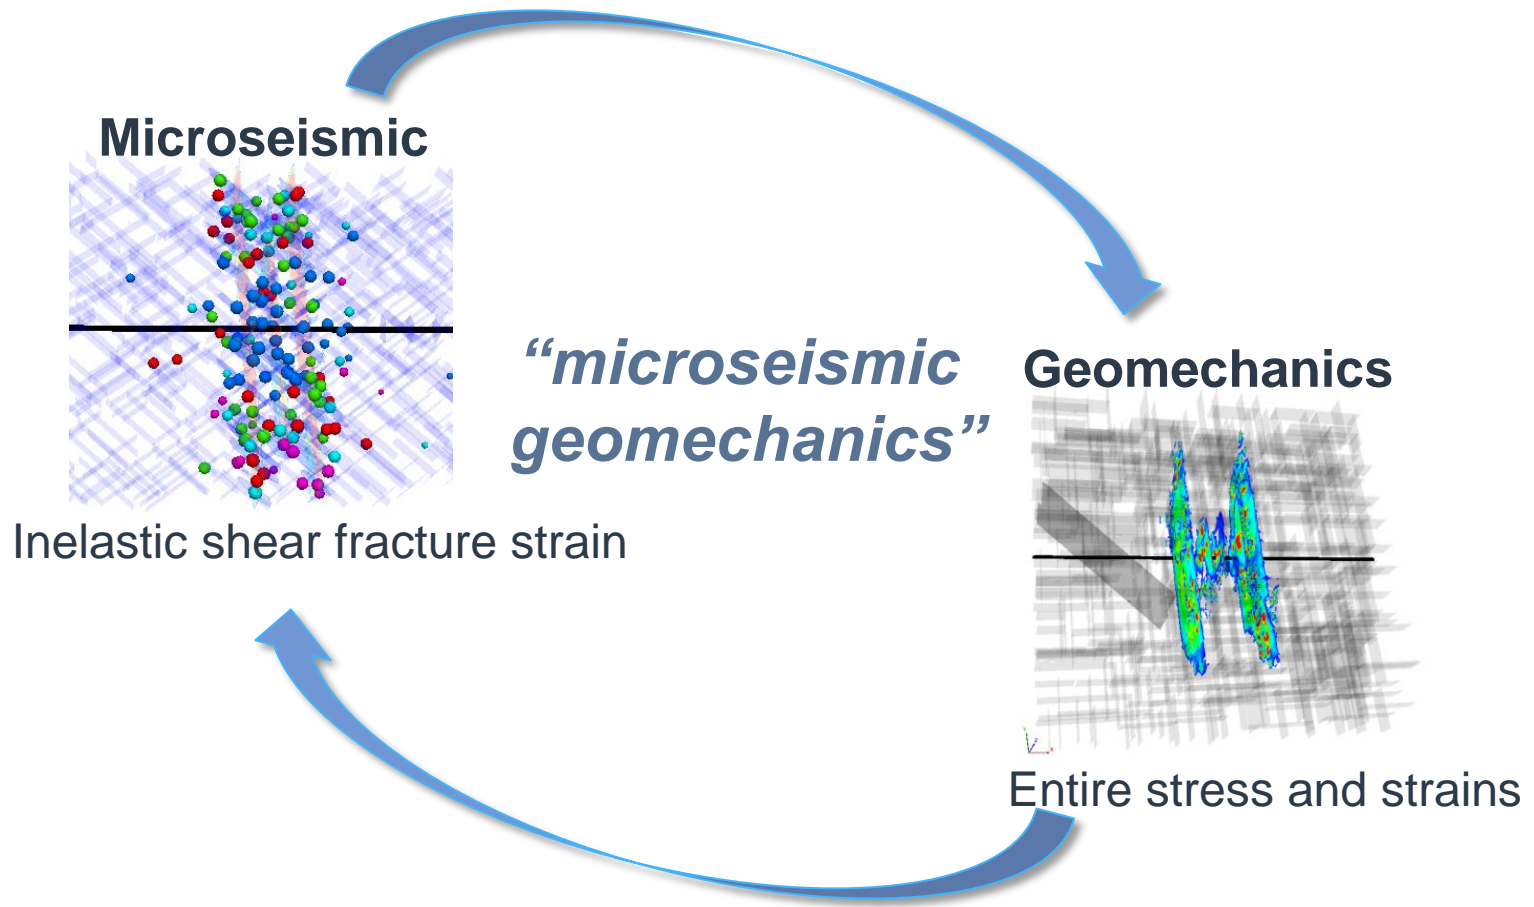 Microseismic
Inelastic shear fracture strain
“microseismic
geomechanics”
Geomechanics
Entire stress and strains